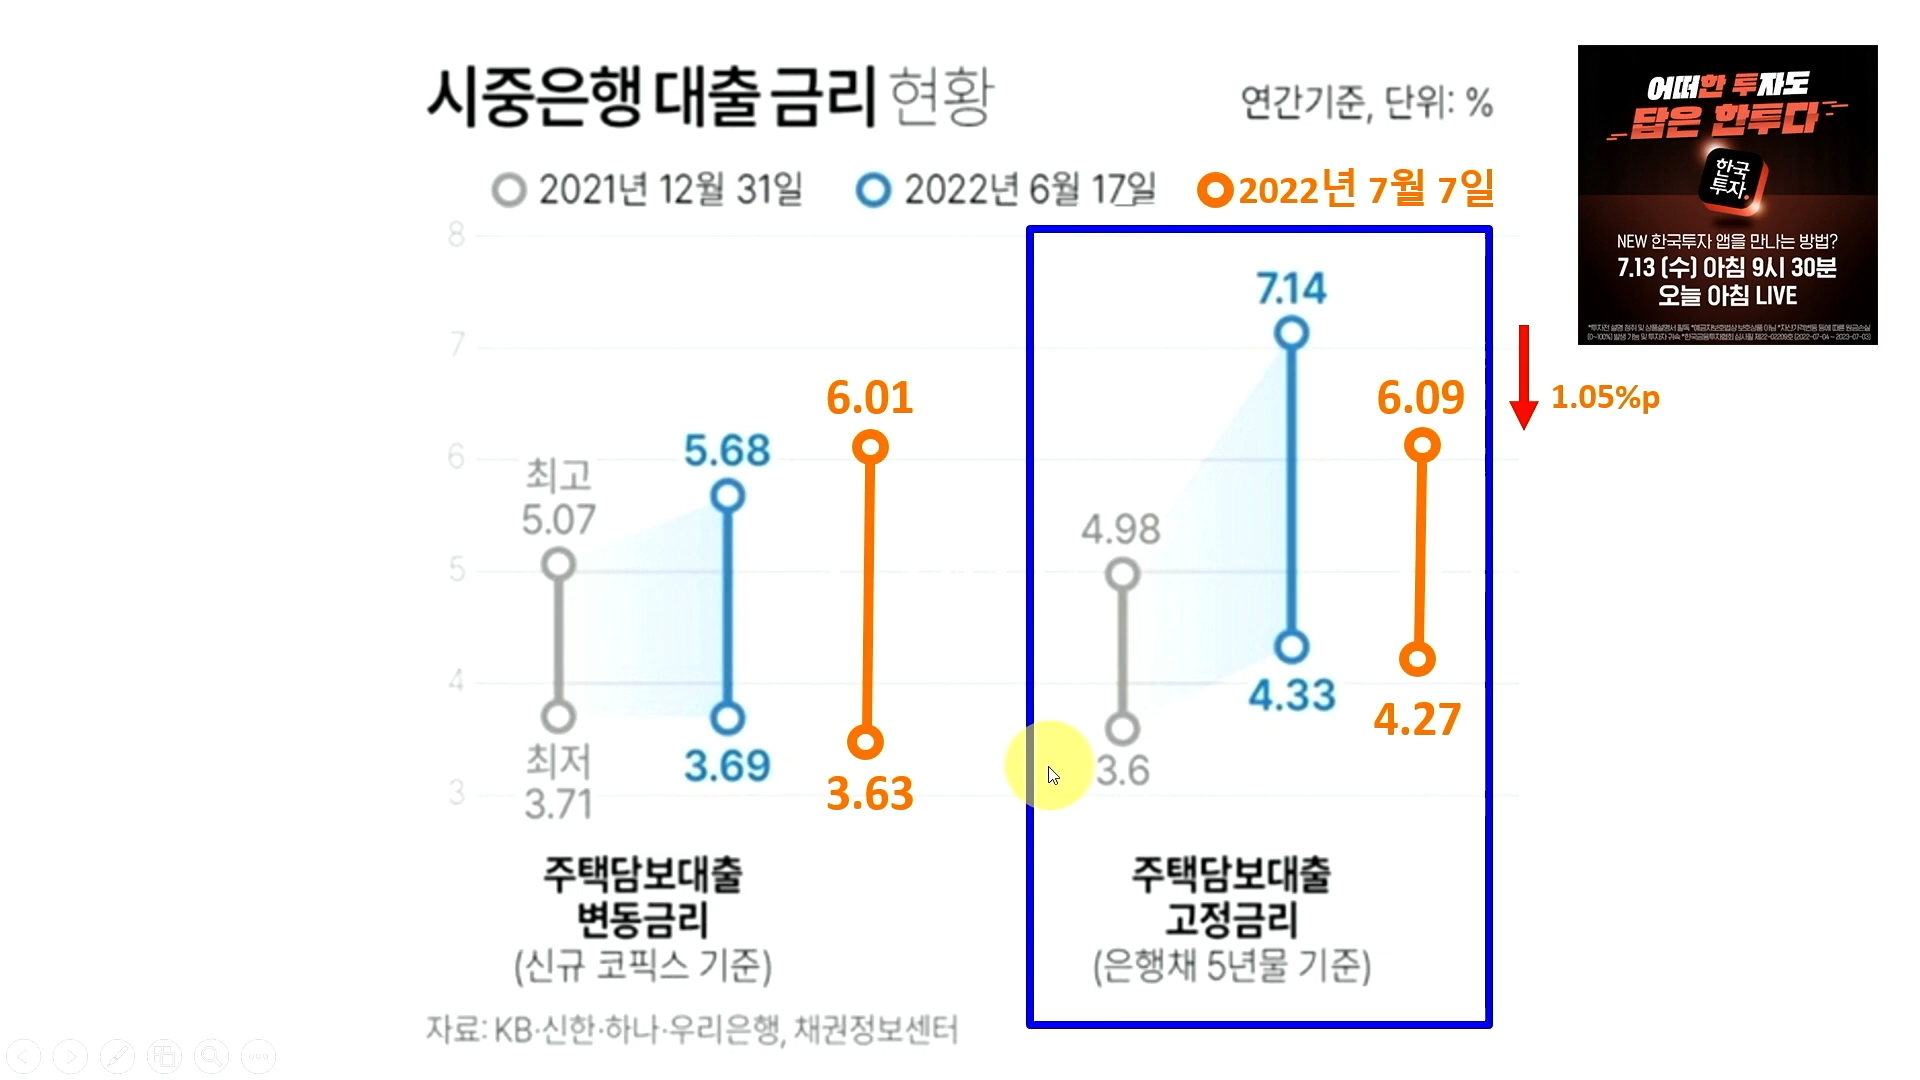 시중은행 대출 금리 현황
연간기준, 단위: %
2021년 12월 31일
2022년 6월 17일
2022년 7월 7일
8
7
6
5
4
3
최고
5.07
최저
3.71
5.68
3.69
6.01
3.63
4.98
3.6
7.14
4.33
6.09
4.27
1.05%p
주택담보대출
변동금리
(신규 코픽스 기준)
주택담보대출
고정금리
(은행채 5년물 기준)
자료: KB·신한·하나·우리은행, 채권정보센터
어떠한 투자도
답은 한투다
한국
투자.
NEW 한국투자 앱을 만나는 방법?
7.13 (수) 아침 9시 30분
오늘 아침 LIVE